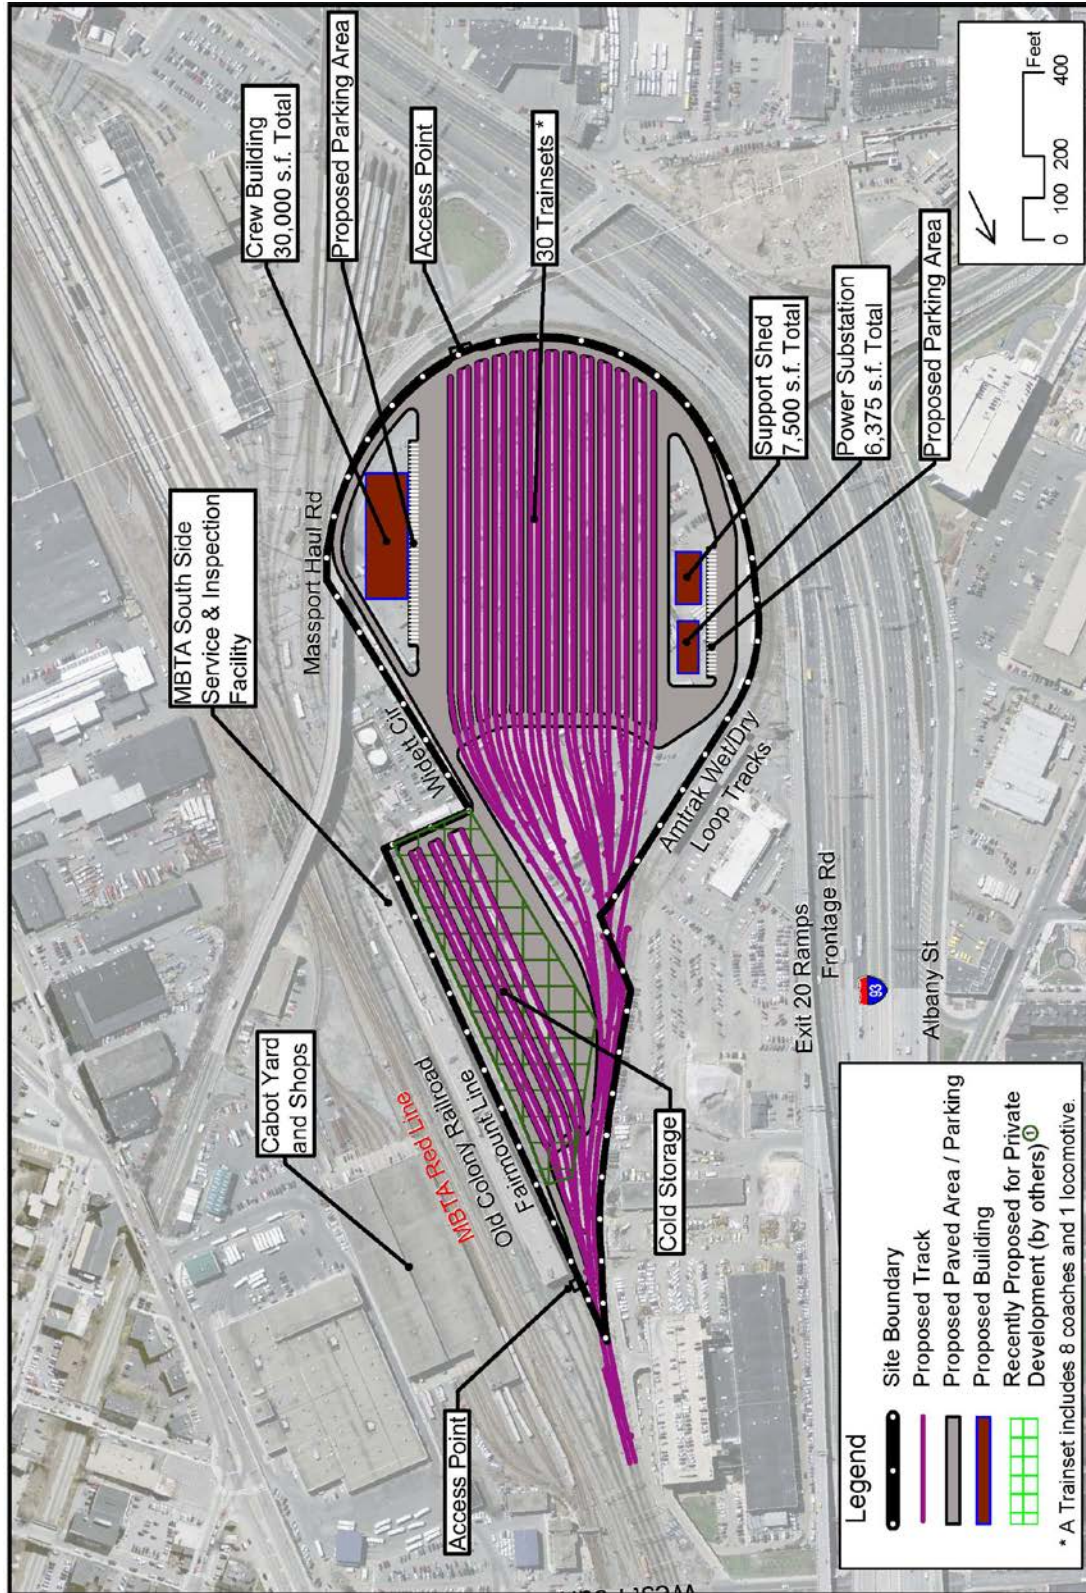 MBTA South Side
Service & Inspection
Facility
Crew Building
30,000 s.f. Total
Proposed Parking Area
Access Point
30 Trainsets *
Cabot Yard
and Shops
Massport Haul Rd
Widett Cir
MBTA Red Line
Old Colony Railroad
Fairmount Line
Access Point
Cold Storage
Amtrak Wet/Dry
Loop Tracks
Support Shed
7,500 s.f. Total
Power Substation
6,375 s.f. Total
Proposed Parking Area
Exit 20 Ramps
Frontage Rd
93
Albany St
Legend
Site Boundary
Proposed Track
Proposed Paved Area / Parking
Proposed Building
Recently Proposed for Private
Development (by others)①
* A Trainset includes 8 coaches and 1 locomotive.
Feet
0 100 200 400